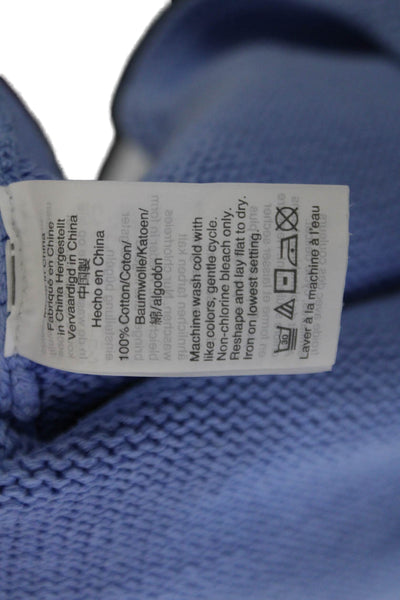 Fabriqué en Chine
in China Hergestellt
Vervaardigd in China
中国製
Hecho en China
100% Cotton/Coton/
Baumwolle/Katoen/
綿/algodón
Machine wash cold with
like colors, gentle cycle.
Non-chlorine bleach only.
Reshape and lay flat to dry.
Iron on lowest setting.
30
Laver à la machine à l'eau